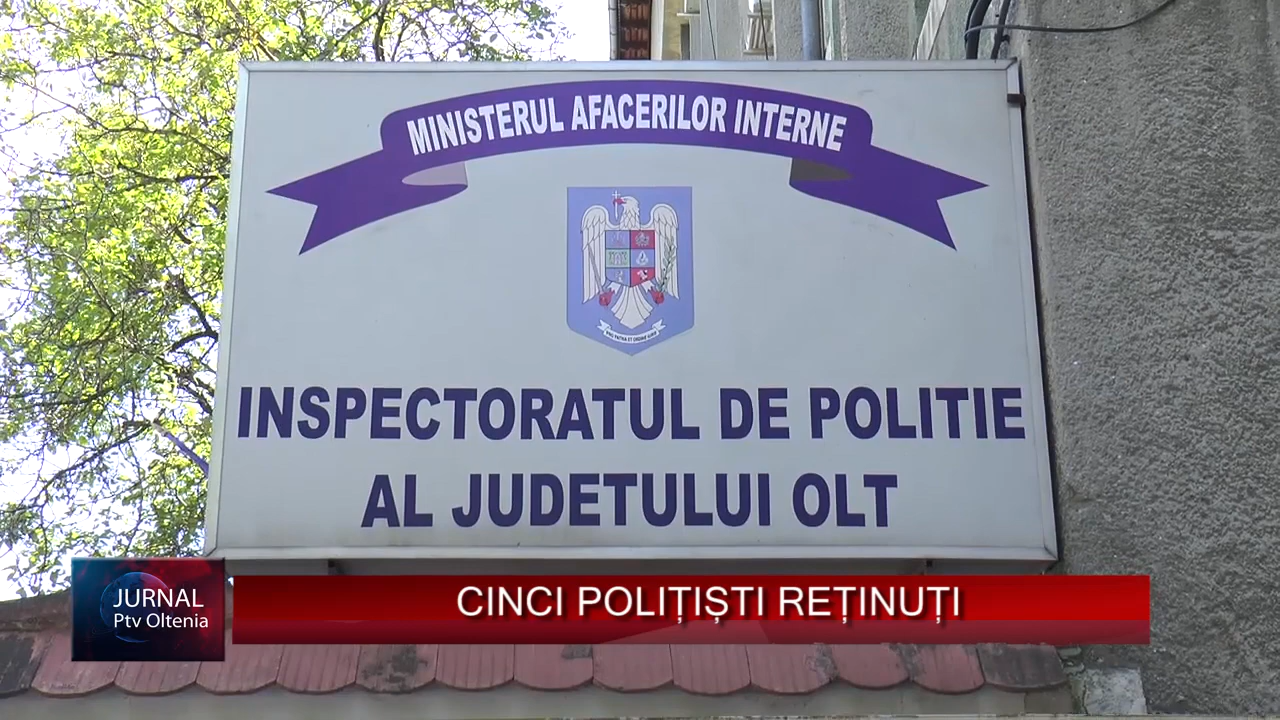 MINISTERUL AFACERILOR INTERNE
INSPECTORATUL DE POLITIE
AL JUDETULUI OLT
CINCI POLIȚIȘTI REȚINUȚI
JURNAL
Ptv Oltenia